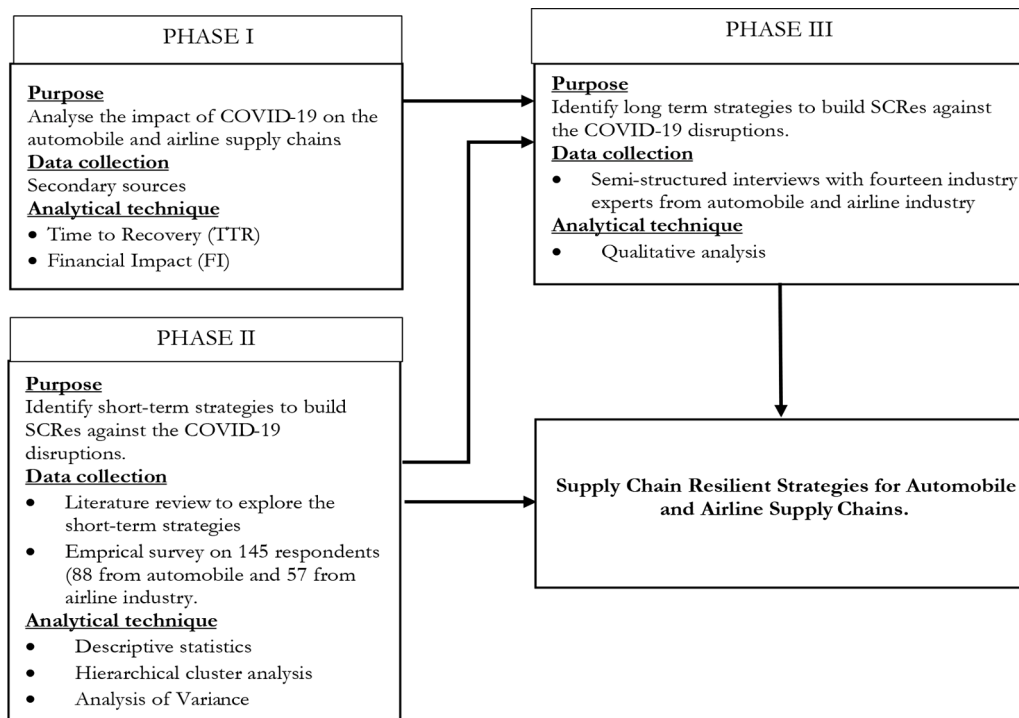 PHASE I
Purpose
Analyse the impact of COVID-19 on the
automobile and airline supply chains
Data collection
Secondary sources
Analytical technique
• Time to Recovery (TTR)
• Financial Impact (FI)
PHASE II
Purpose
Identify short-term strategies to build
SCRes against the COVID-19
disruptions.
Data collection
• Literature review to explore the
short-term strategies
• Emprical survey on 145 respondents
(88 from automobile and 57 from
airline industry.
Analytical technique
• Descriptive statistics
• Hierarchical cluster analysis
• Analysis of Variance
PHASE III
Purpose
Identify long term strategies to build SCRes against
the COVID-19 disruptions.
Data collection
• Semi-structured interviews with fourteen industry
experts from automobile and airline industry
Analytical technique
• Qualitative analysis
Supply Chain Resilient Strategies for Automobile
and Airline Supply Chains.